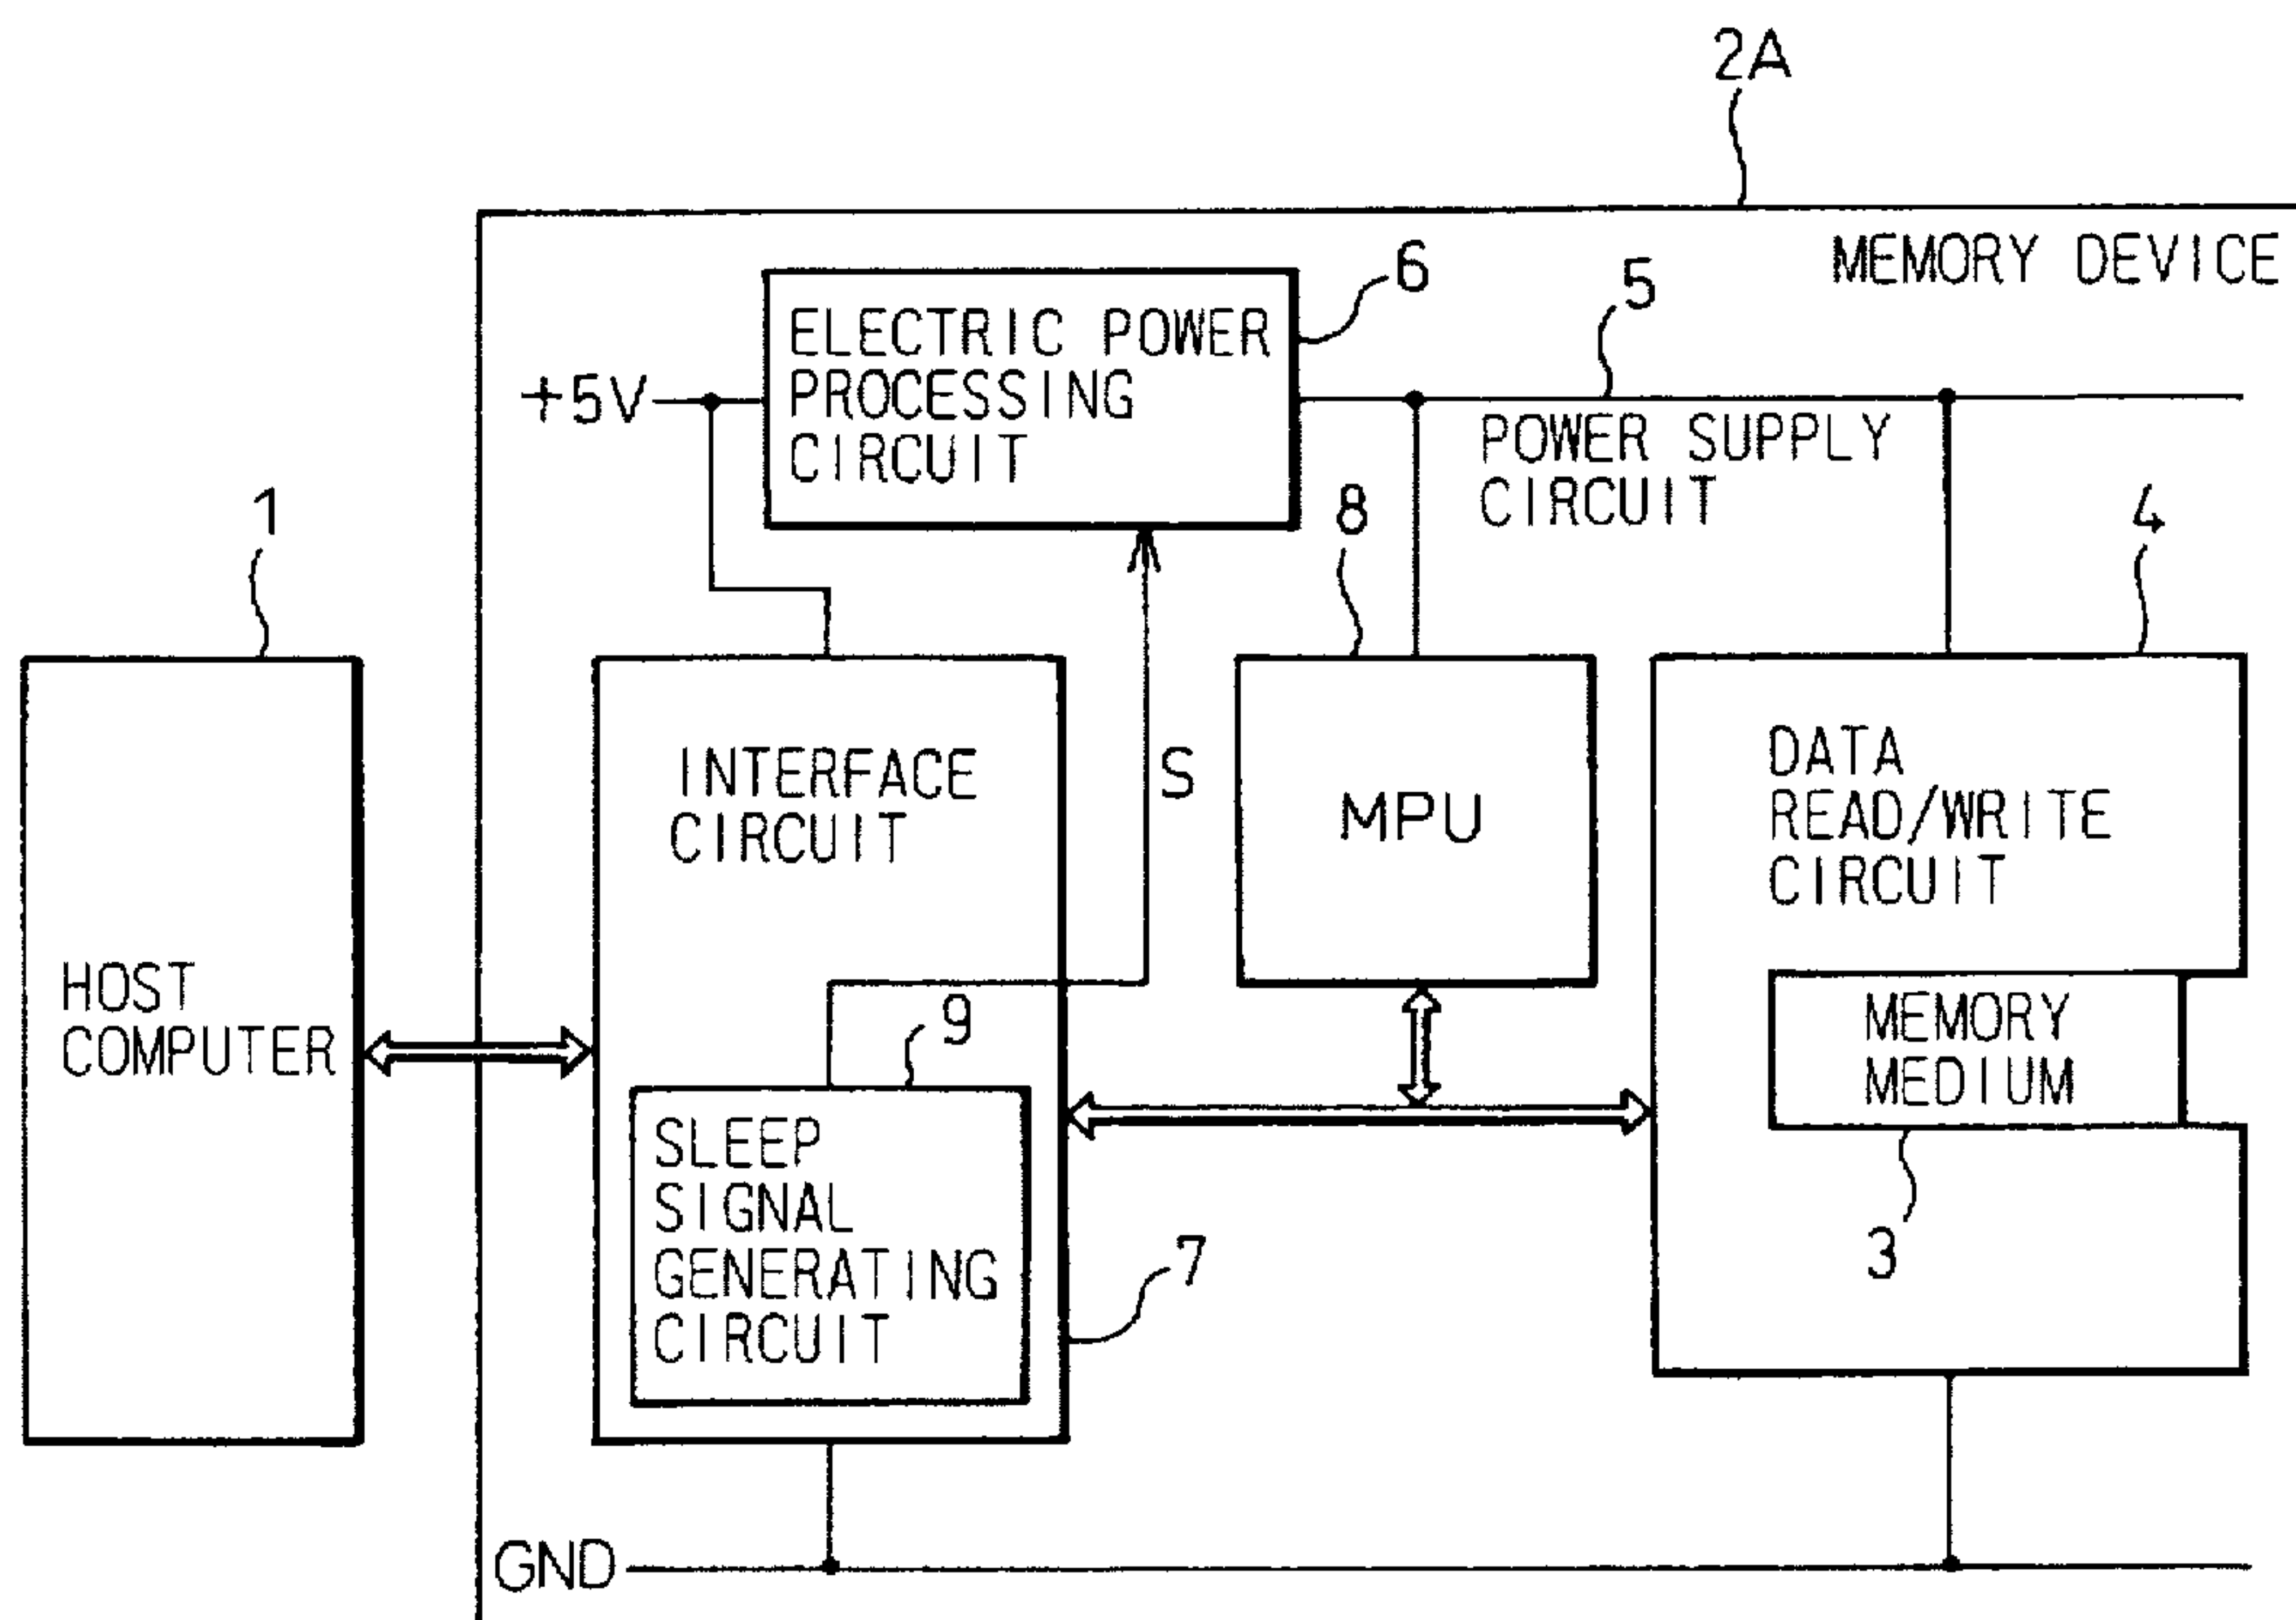 2A
MEMORY DEVICE
6
5
ELECTRIC POWER
PROCESSING
CIRCUIT
+5V
POWER SUPPLY
CIRCUIT
1
8
4
INTERFACE
CIRCUIT
S
MPU
DATA
READ/WRITE
CIRCUIT
HOST
COMPUTER
9
MEMORY
MEDIUM
SLEEP
SIGNAL
GENERATING
CIRCUIT
7
3
GND